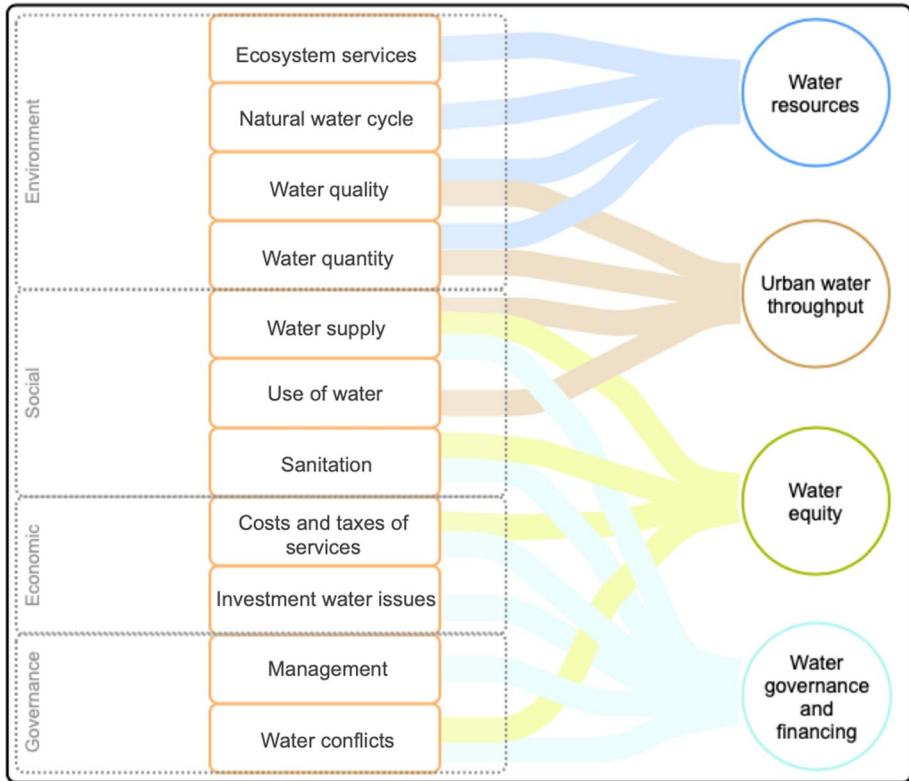 Environment
Ecosystem services
Natural water cycle
Water quality
Water quantity
Social
Water supply
Use of water
Sanitation
Economic
Costs and taxes of
services
Investment water issues
Governance
Management
Water conflicts
Water
resources
Urban water
throughput
Water
equity
Water
governance
and
financing